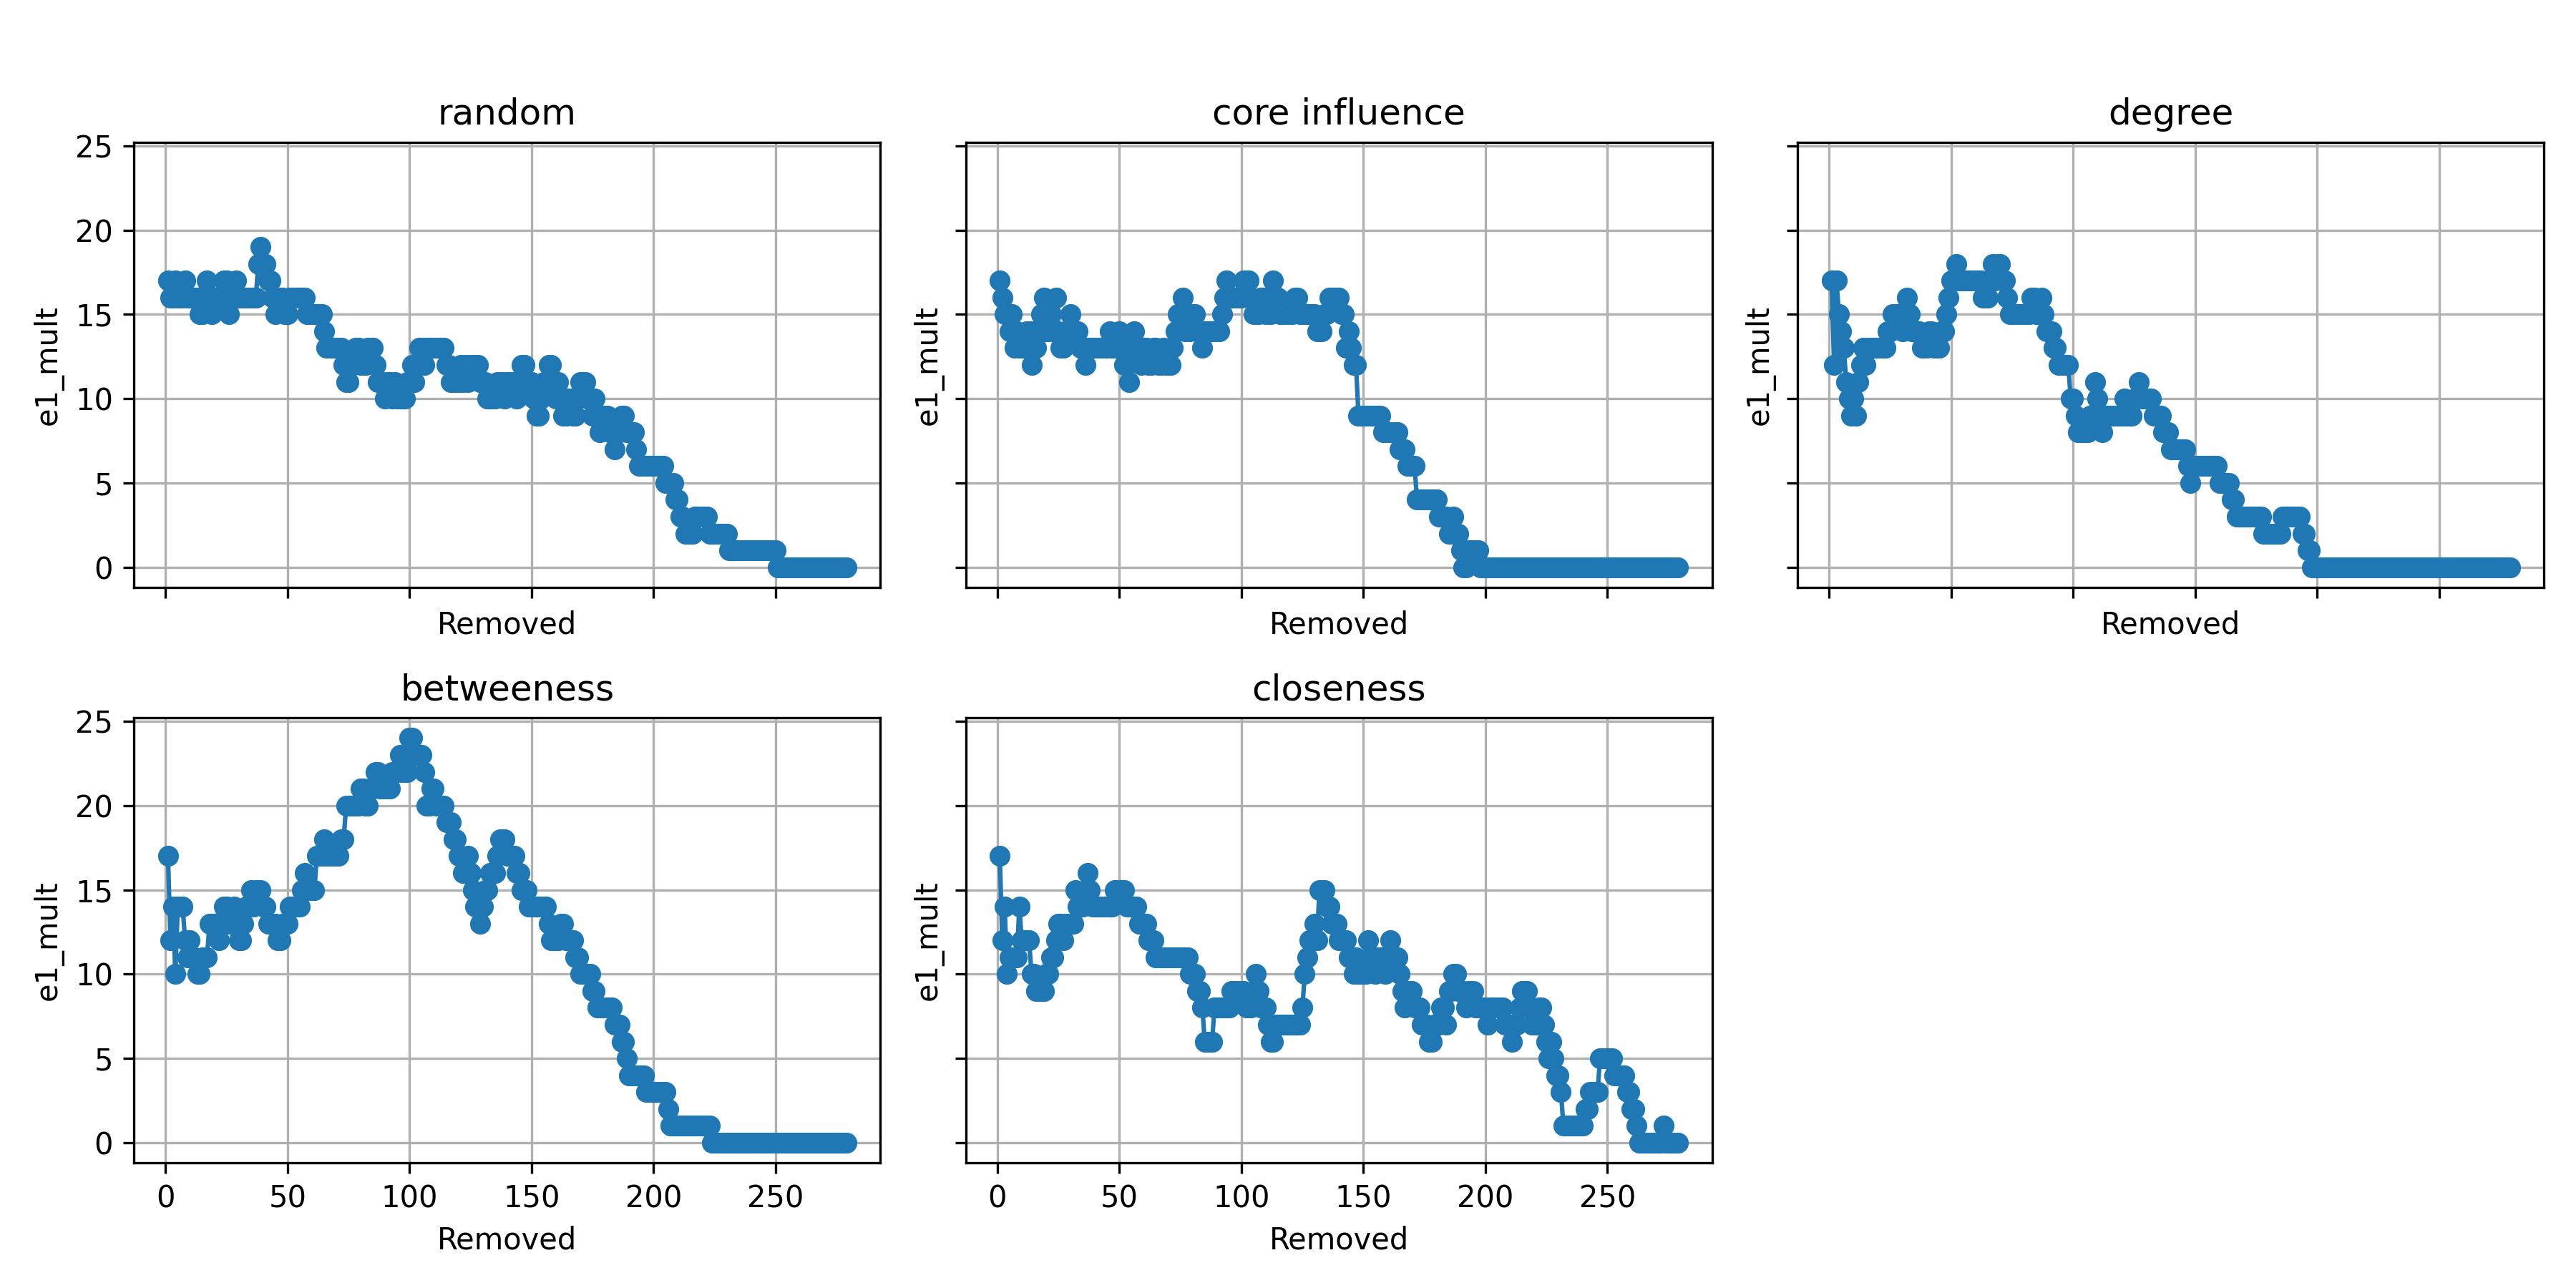 random
core influence
degree
25
20
15
10
5
0
e1_mult
e1_mult
e1_mult
Removed
Removed
Removed
betweeness
closeness
25
20
15
10
5
0
e1_mult
e1_mult
0 50 100 150 200 250
0 50 100 150 200 250
Removed
Removed